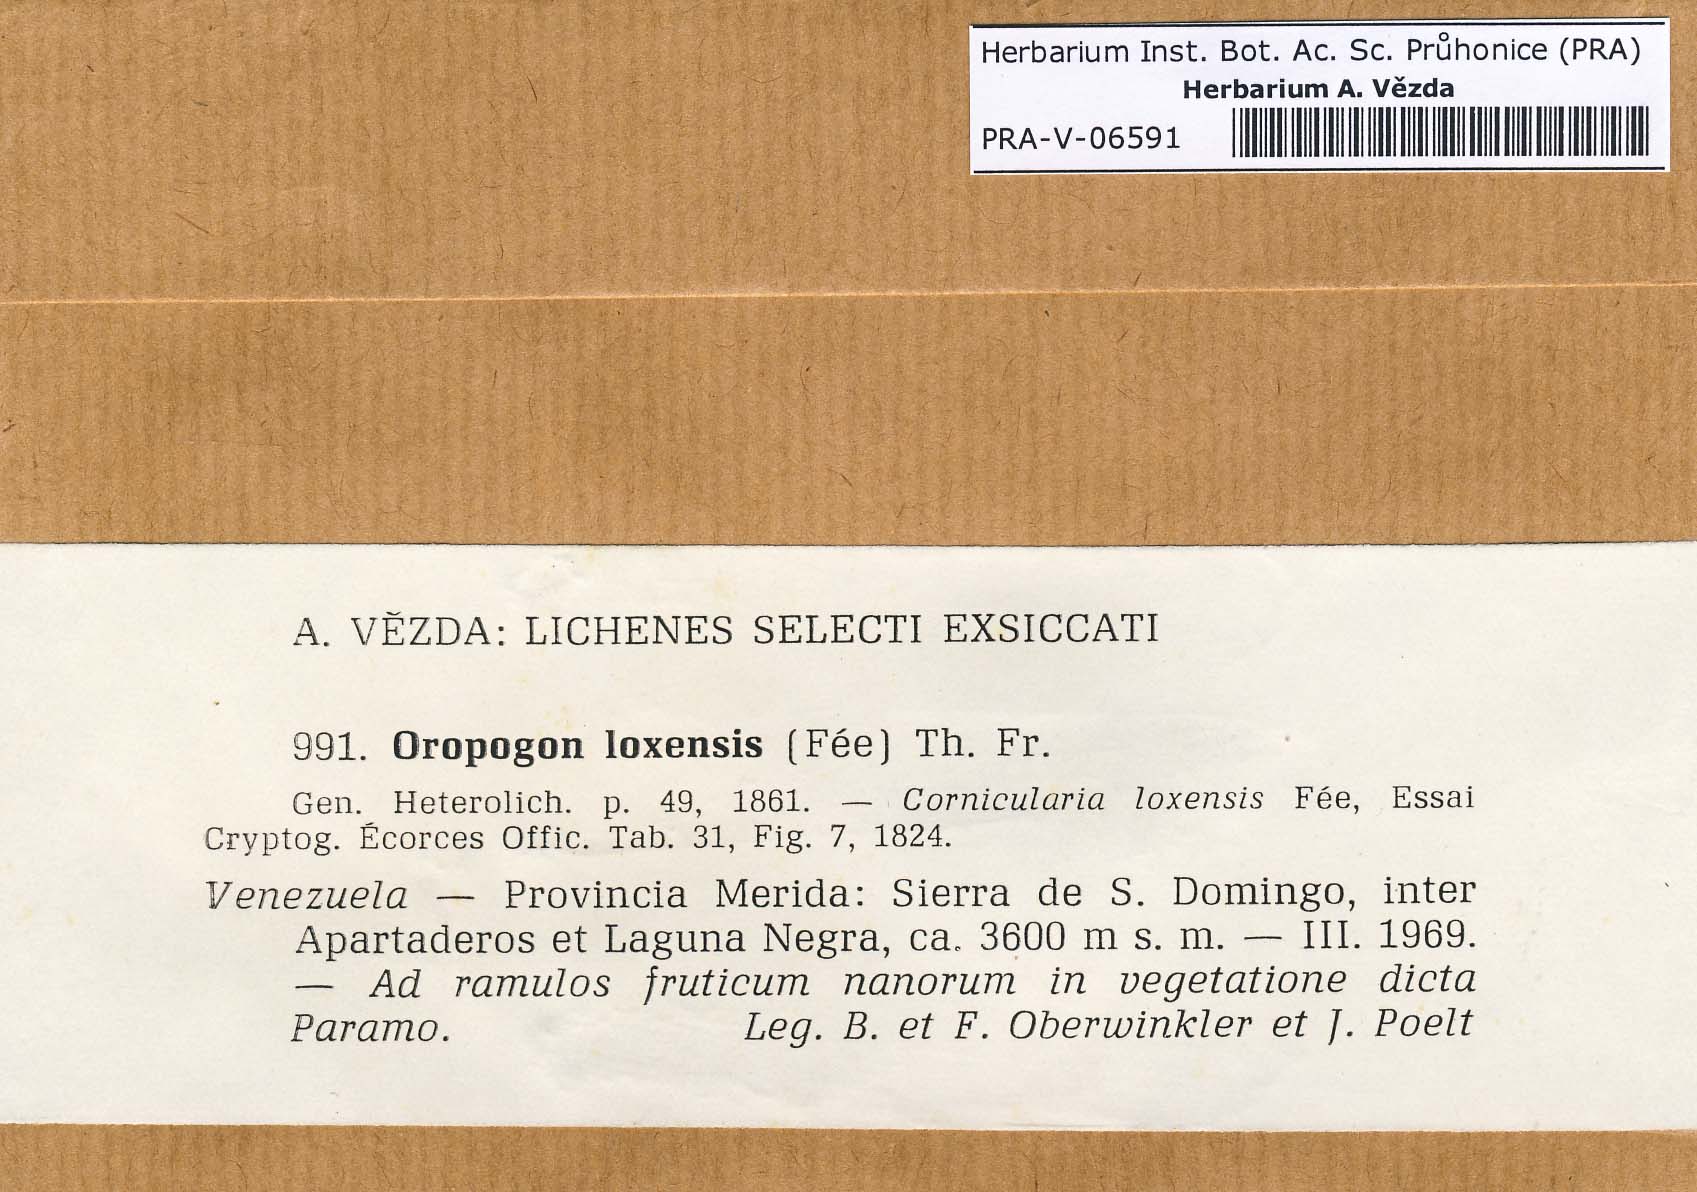 Herbarium Inst. Bot. Ac. Sc. Průhonice (PRA)
Herbarium A. Vězda
PRA-V-06591
A. VĚZDA: LICHENES SELECTI EXSICCATI
991. Oropogon loxensis (Fée) Th. Fr.
Gen. Heterolich. p. 49, 1861. — Cornicularia loxensis Fée, Essai
Cryptog. Écorces Offic. Tab. 31, Fig. 7, 1824.
Venezuela — Provincia Merida: Sierra de S. Domingo, inter
Apartaderos et Laguna Negra, ca. 3600 m s. m. — III. 1969.
— Ad ramulos fruticum nanorum in vegetatione dicta
Paramo. Leg. B. et F. Oberwinkler et J. Poelt